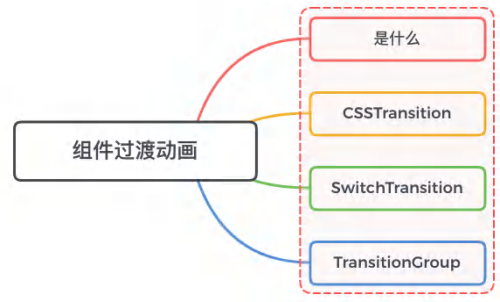 组件过渡动画
是什么
CSSTransition
SwitchTransition
TransitionGroup